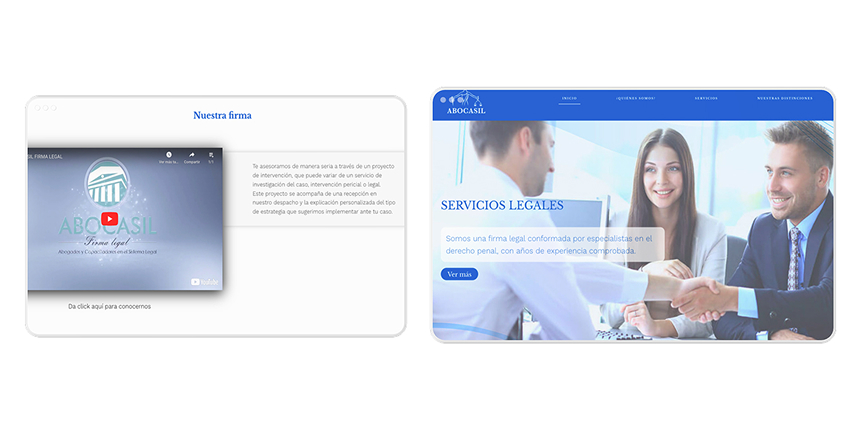 Nuestra firma
SIL FIRMA LEGAL
Ver más ta...
Compartir
1/1
ABOCASIL
Firma legal
Abogados y Capacitadores en el Sistema Legal
Te asesoramos de manera seria a través de un proyecto
de intervención, que puede variar de un servicio de
investigación del caso, intervención pericial o legal.
Este proyecto se acompaña de una recepción en
nuestro despacho y la explicación personalizada del tipo
de estrategia que sugerimos implementar ante tu caso
Da click aquí para conocernos
ABOCASIL
INICIO
¿QUIÉNES SOMOS?
SERVICIOS
NUESTRAS DISTINCIONES
SERVICIOS LEGALES
Somos una firma legal conformada por especialistas en el
derecho penal, con años de experiencia comprobada.
Ver más